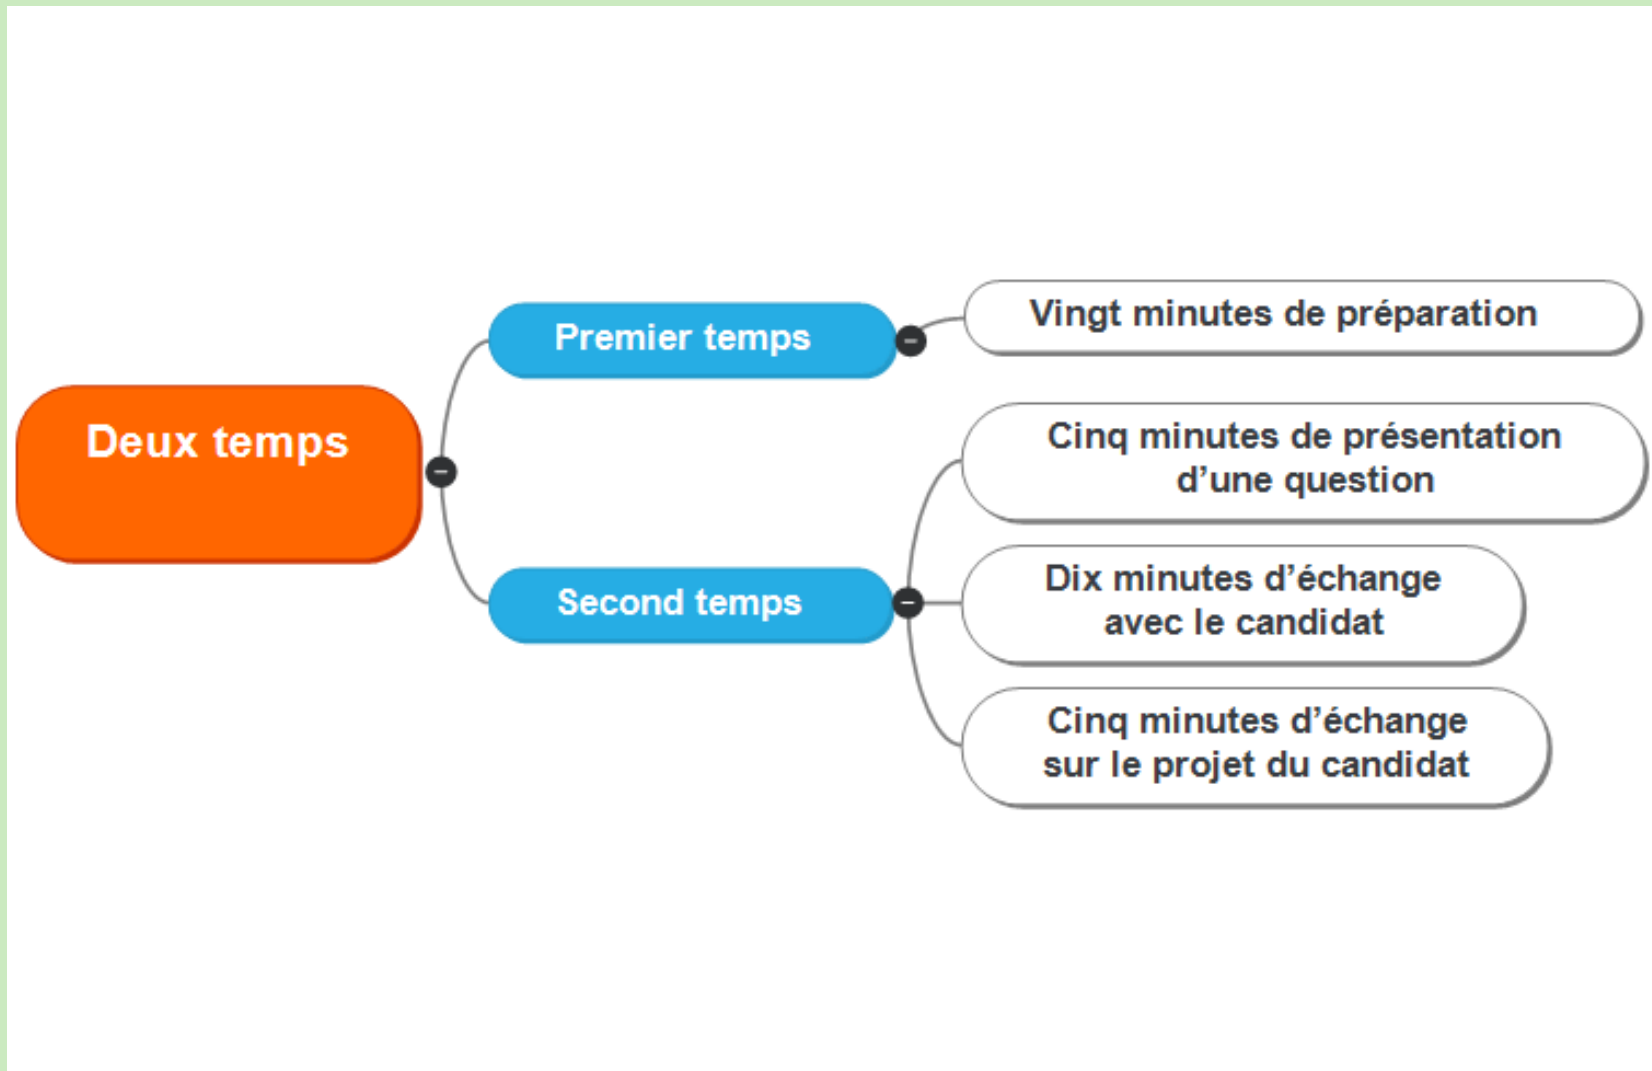 Deux temps
Premier temps
Vingt minutes de préparation
Second temps
Cinq minutes de présentation
d’une question
Dix minutes d’échange
avec le candidat
Cinq minutes d’échange
sur le projet du candidat